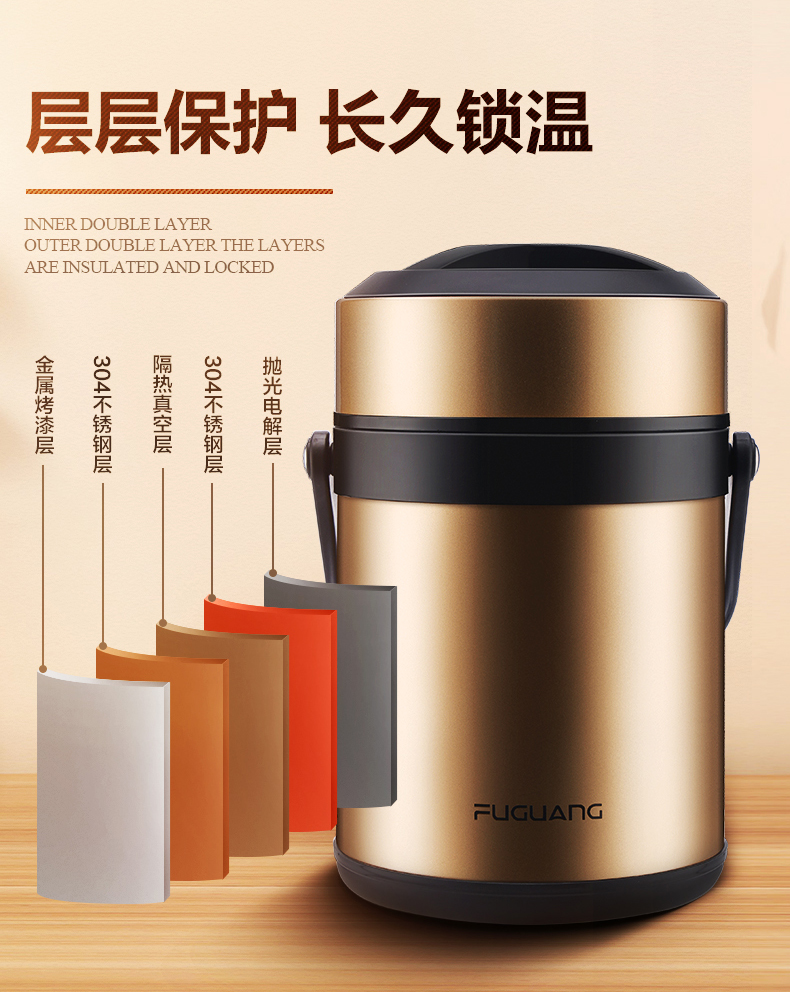 层层保护 长久锁温
INNER DOUBLE LAYER
OUTER DOUBLE LAYER THE LAYERS
ARE INSULATED AND LOCKED
金属烤漆层
304不锈钢层
隔热真空层
304不锈钢层
抛光电解层
FUGUANG